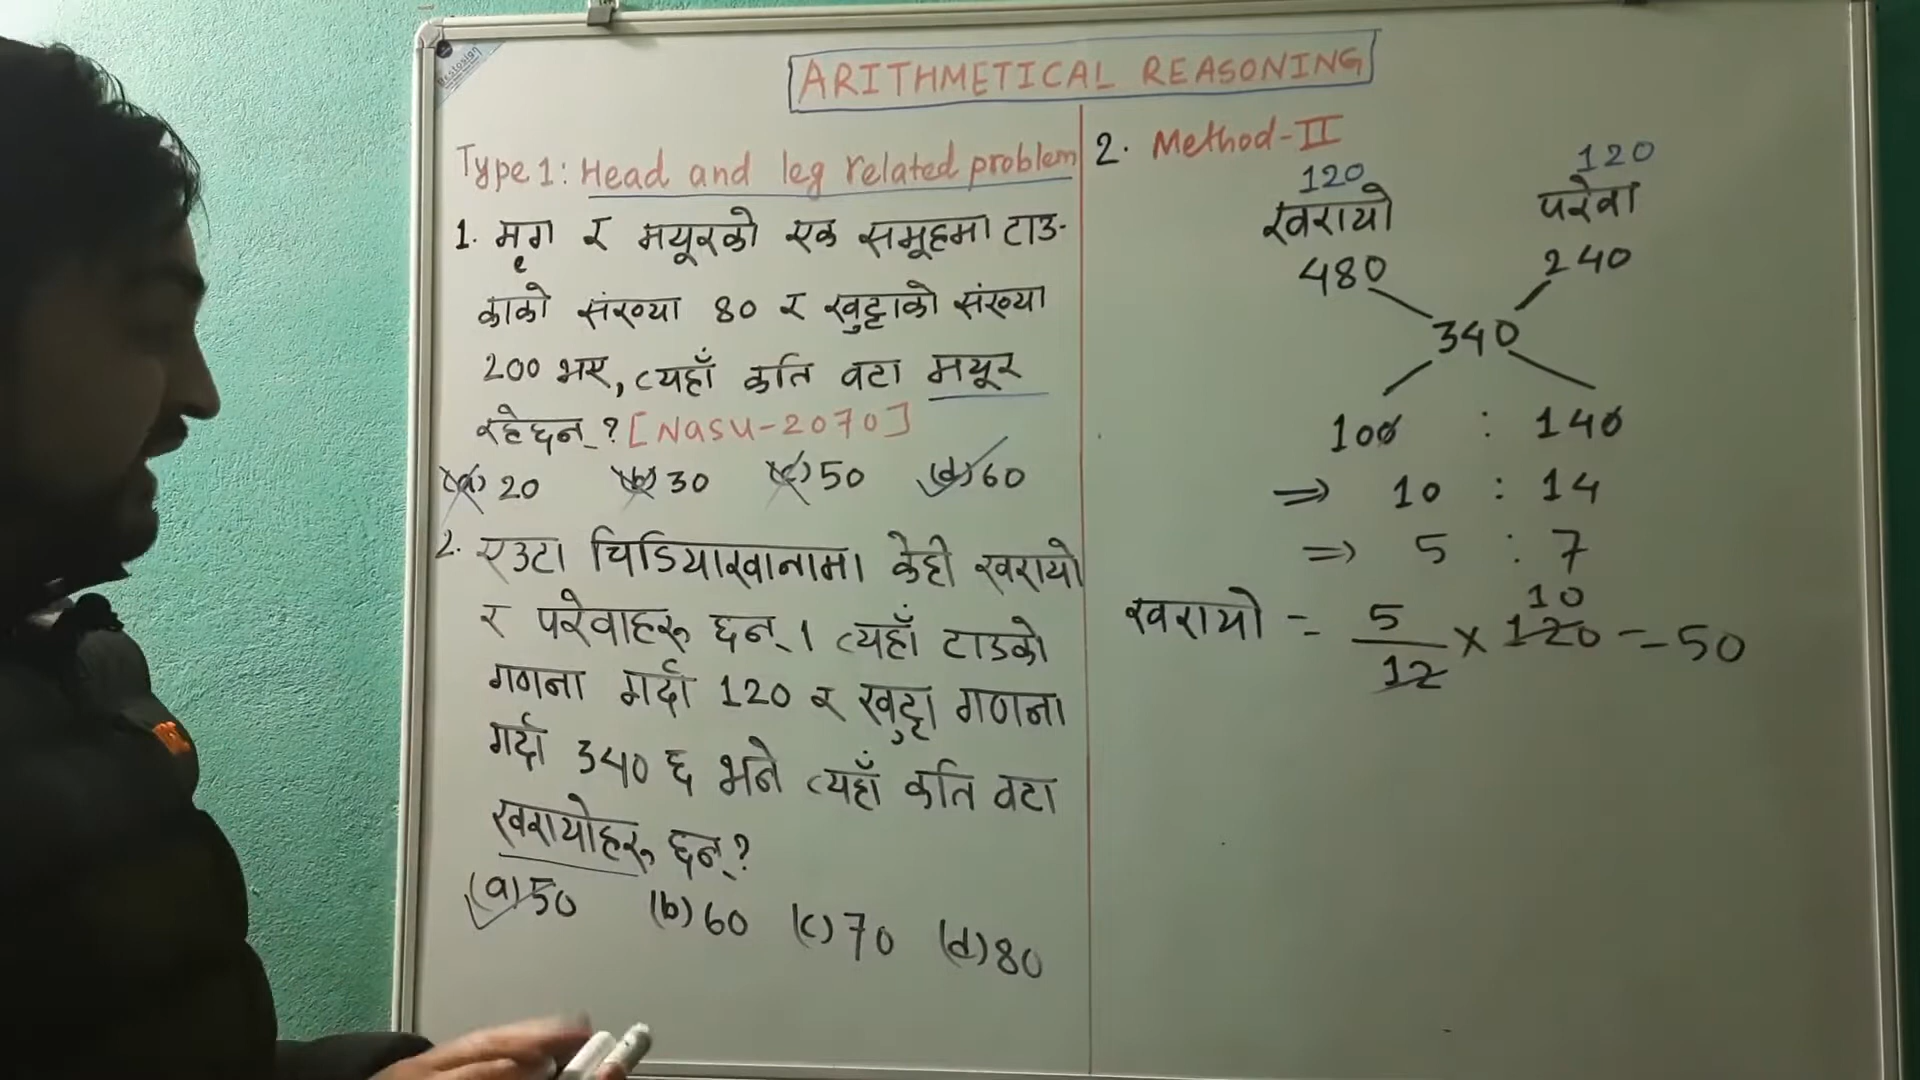 Bestosign
ARITHMETICAL REASONING
Type 1: Head and leg related problem
1. मृग र मयूरको एक समूहमा टाउ-
काको संख्या 80 र खुट्टाको संख्या
200 भए, त्यहाँ कति वटा मयूर
रहेछन् ? [Nasu-2070]
(a) 20 (b) 30 (c) 50 (d) 60
2. एउटा चिडियाखानामा केही खरायो
र परेवाहरू छन् । त्यहाँ टाउको
गणना गर्दा 120 र खुट्टा गणना
गर्दा 340 छ भने त्यहाँ कति वटा
खरायोहरू छन् ?
(a) 50 (b) 60 (c) 70 (d) 80
2. Method-II
120 120
खरायो परेवा
480 240
340
100 : 140
⇒ 10 : 14
⇒ 5 : 7
10
खरायो = 5/12 × 120 = 50